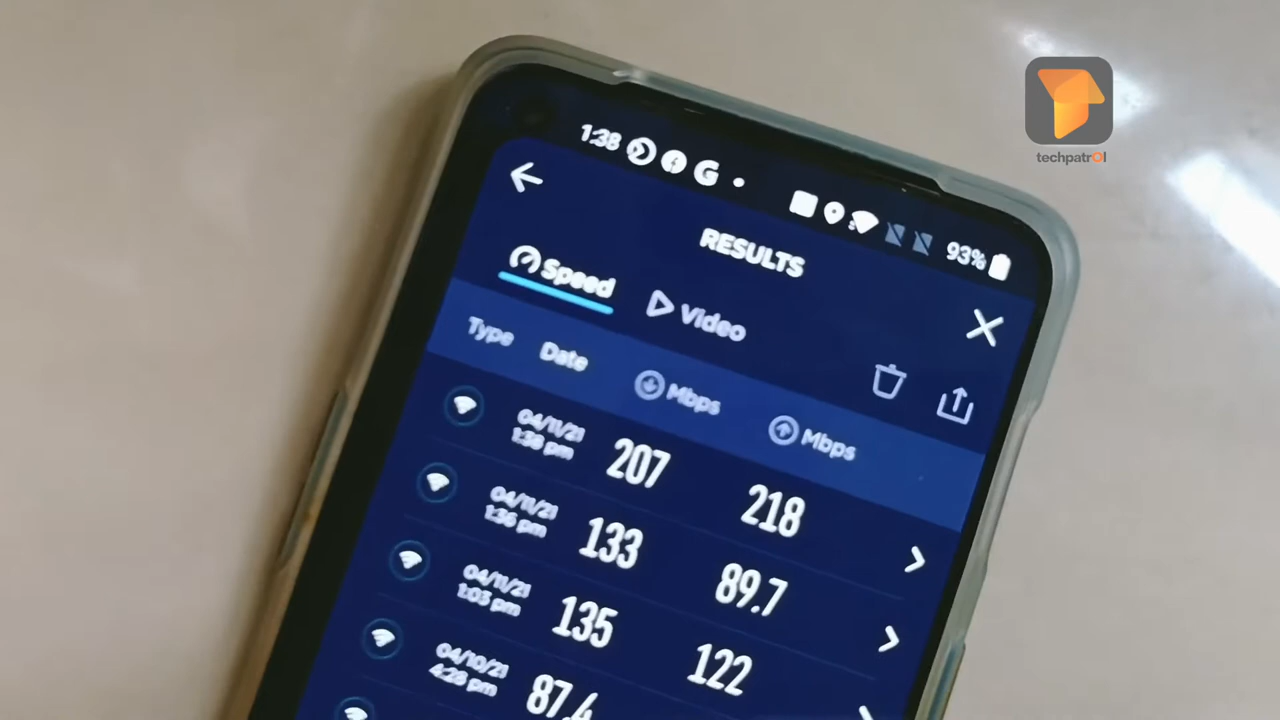 techpatrOl
1:38
93%
RESULTS
Speed Video
Type Date Mbps Mbps
04/11/21
1:38 pm
207 218
04/11/21
1:36 pm
133 89.7
04/11/21
1:03 pm
135 122
04/10/21
4:28 pm
87.4